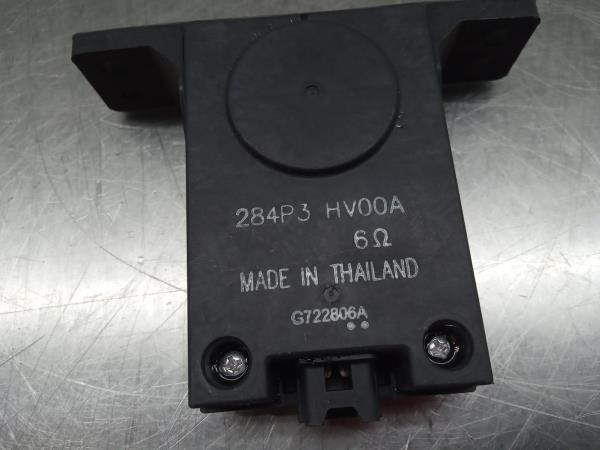 284P3 HV00A
6Ω
MADE IN THAILAND
G722806A